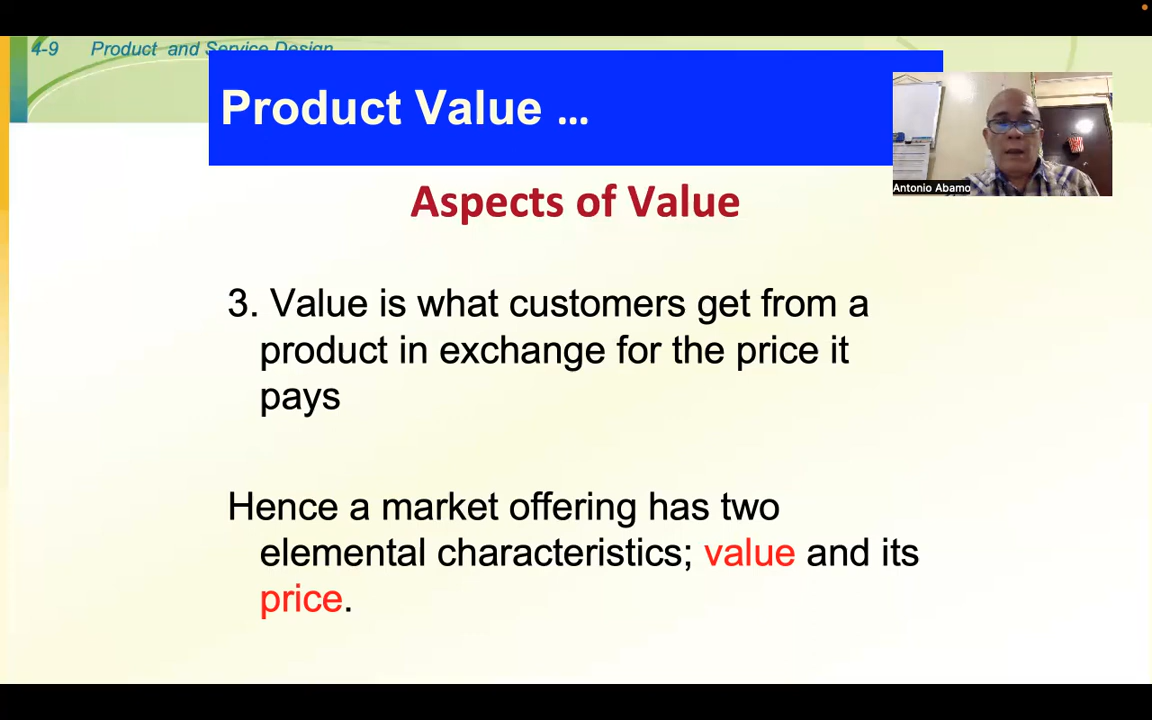 4-9 Product and Service Design
Product Value ...
Antonio Abamo
Aspects of Value
3. Value is what customers get from a
product in exchange for the price it
pays
Hence a market offering has two
elemental characteristics; value and its
price.